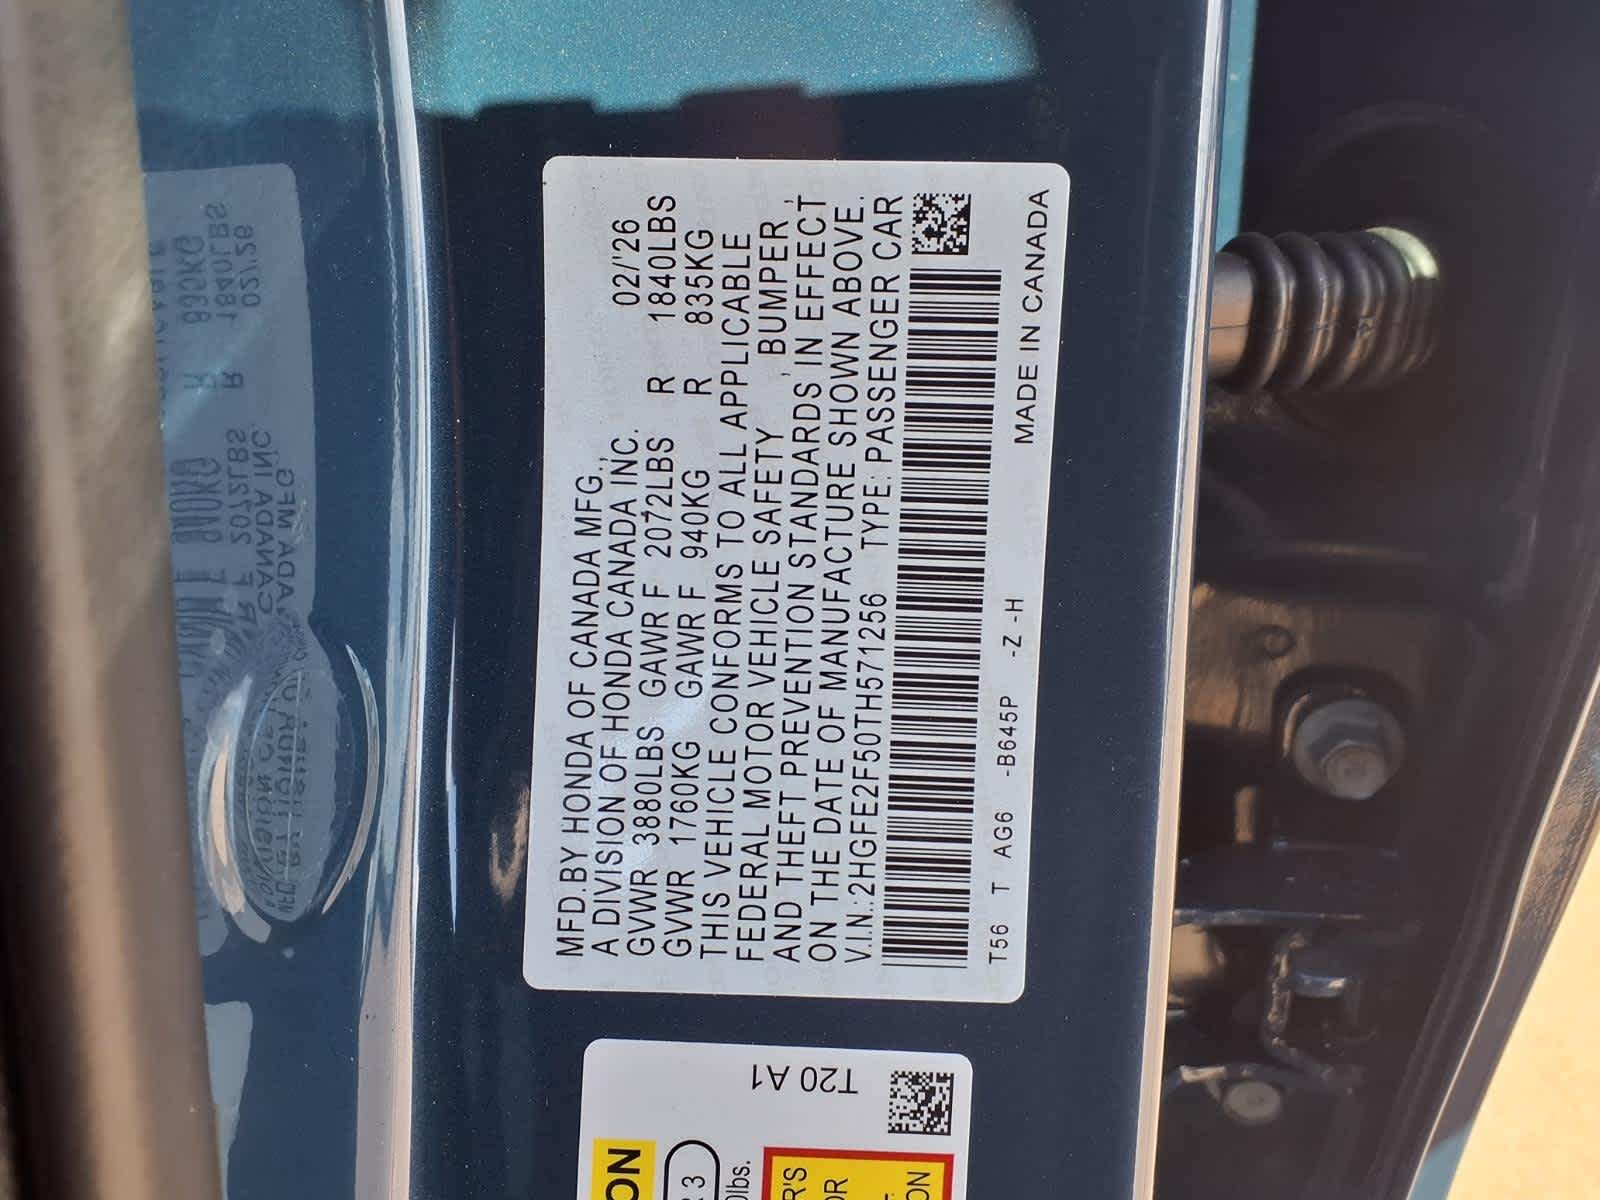 MFD.BY HONDA OF CANADA MFG.,
A DIVISION OF HONDA CANADA INC. 02/'26
GVWR 3880LBS GAWR F 2072LBS R 1840LBS
GVWR 1760KG GAWR F 940KG R 835KG
THIS VEHICLE CONFORMS TO ALL APPLICABLE
FEDERAL MOTOR VEHICLE SAFETY , BUMPER ,
AND THEFT PREVENTION STANDARDS IN EFFECT
ON THE DATE OF MANUFACTURE SHOWN ABOVE.
V.I.N.:2HGFE2F50TH571256 TYPE: PASSENGER CAR
T56 T AG6 -B645P -Z -H MADE IN CANADA
T20 A1